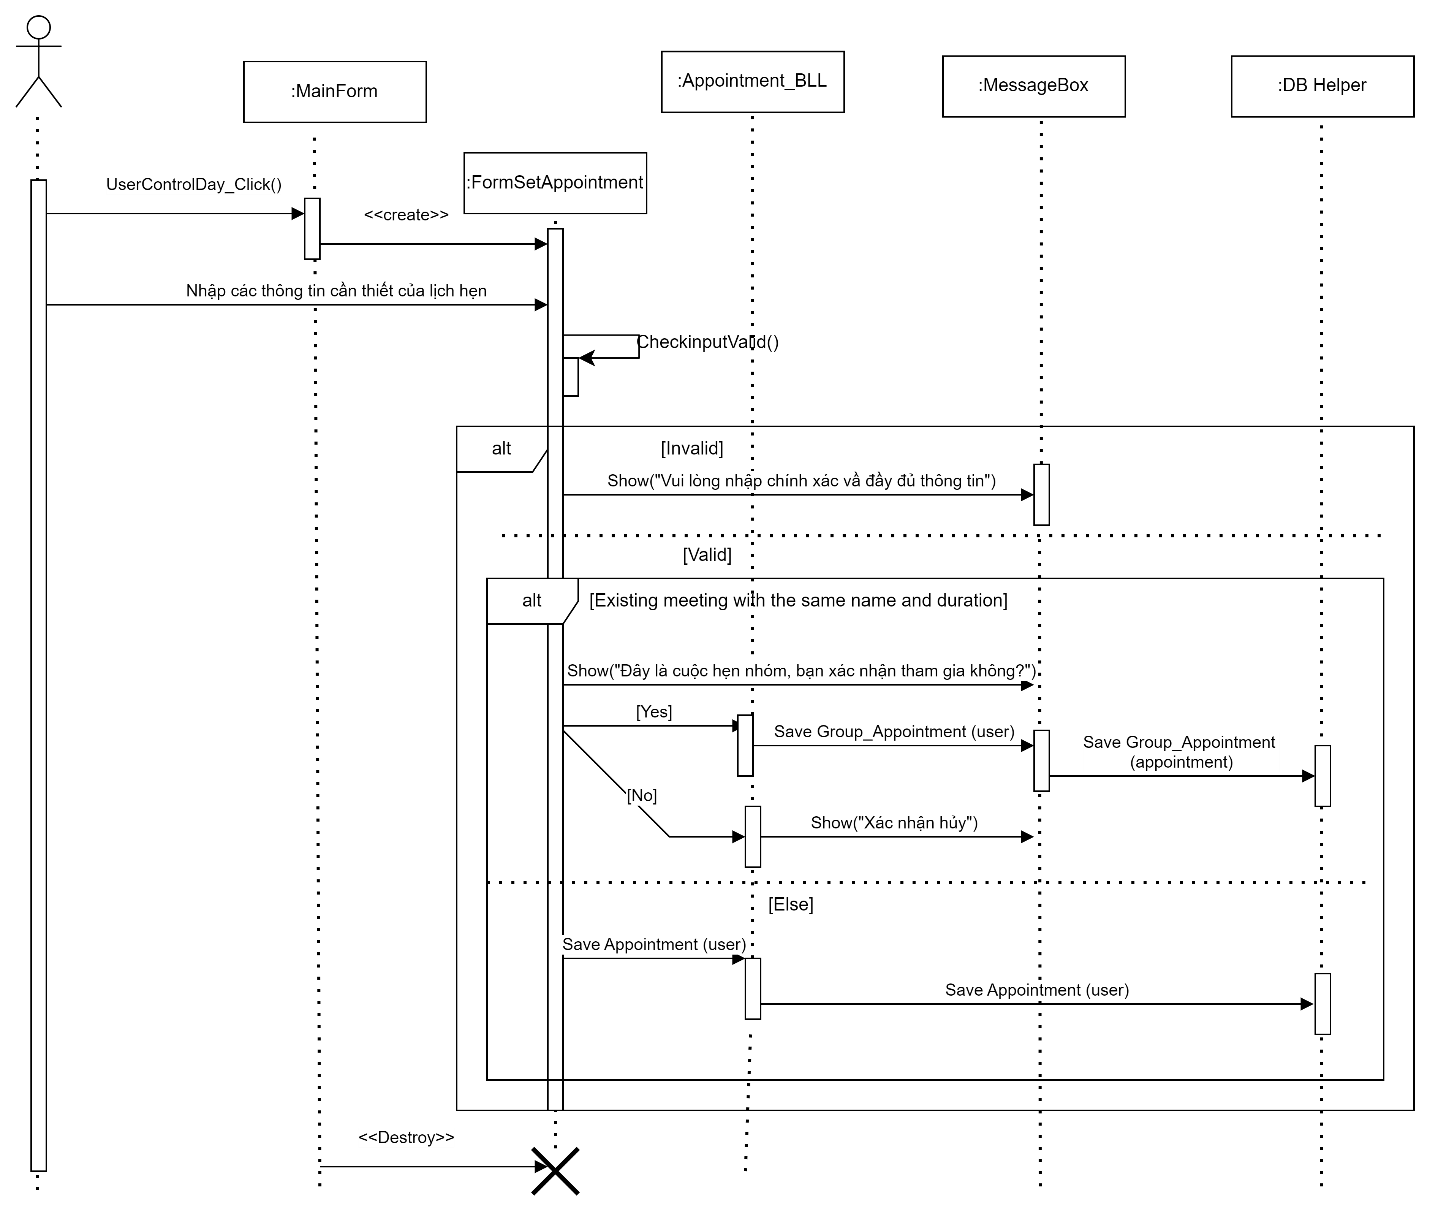 :MainForm
:Appointment_BLL
:MessageBox
:DB Helper
:FormSetAppointment
UserControlDay_Click()
<<create>>
Nhập các thông tin cần thiết của lịch hẹn
CheckinputValid()
alt
[Invalid]
Show("Vui lòng nhập chính xác vầ đầy đủ thông tin")
[Valid]
alt
[Existing meeting with the same name and duration]
Show("Đây là cuộc hẹn nhóm, bạn xác nhận tham gia không?")
[Yes]
Save Group_Appointment (user)
Save Group_Appointment
(appointment)
[No]
Show("Xác nhận hủy")
[Else]
Save Appointment (user)
Save Appointment (user)
<<Destroy>>